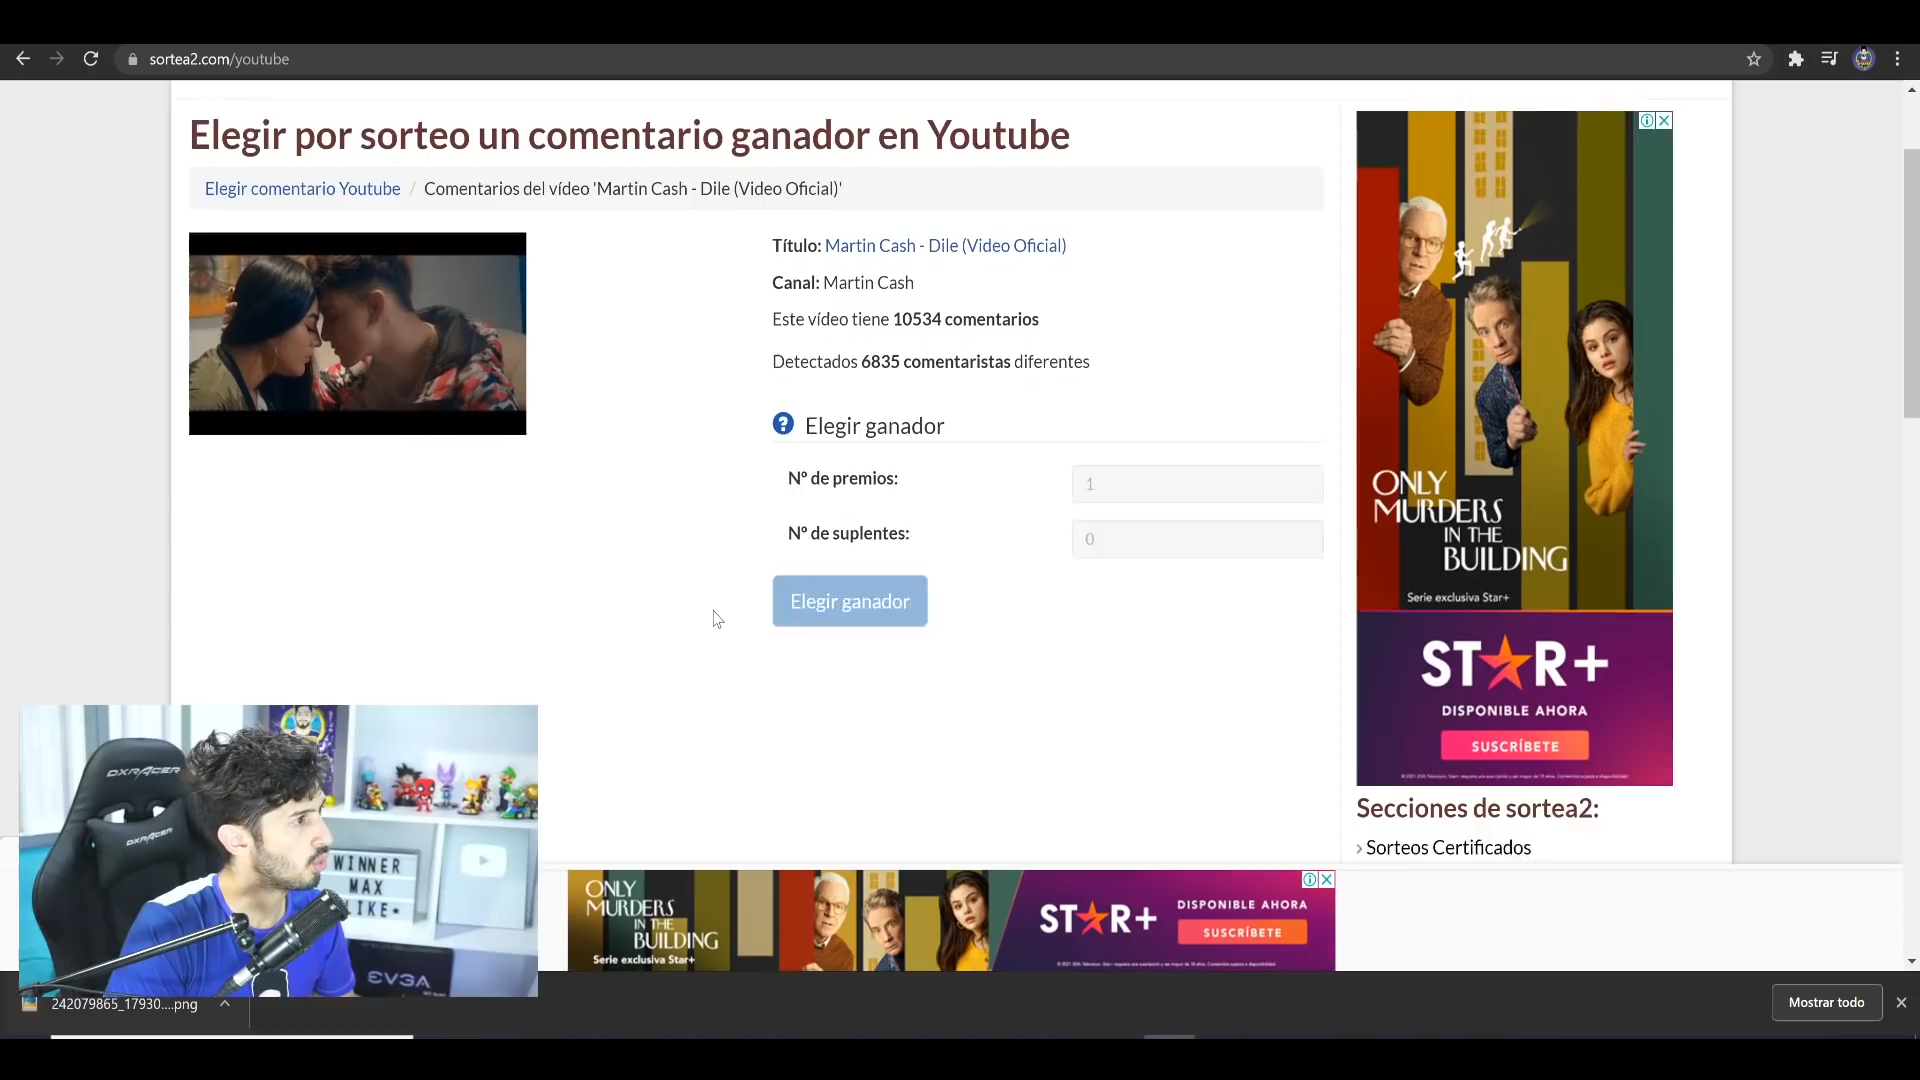 sortea2.com/youtube
Elegir por sorteo un comentario ganador en Youtube
Elegir comentario Youtube / Comentarios del vídeo 'Martin Cash - Dile (Video Oficial)'
Título: Martin Cash - Dile (Video Oficial)
Canal: Martin Cash
Este vídeo tiene 10534 comentarios
Detectados 6835 comentaristas diferentes
? Elegir ganador
Nº de premios:
1
Nº de suplentes:
0
Elegir ganador
ONLY
MURDERS
IN THE
BUILDING
Serie exclusiva Star+
ST★R+
DISPONIBLE AHORA
SUSCRÍBETE
Secciones de sortea2:
› Sorteos Certificados
DXRACER
DXRACER
WINNER
MAX
LIKE★
EVGA
ONLY
MURDERS
IN THE
BUILDING
Serie exclusiva Star+
ST★R+
DISPONIBLE AHORA
SUSCRÍBETE
242079865_17930....png
Mostrar todo